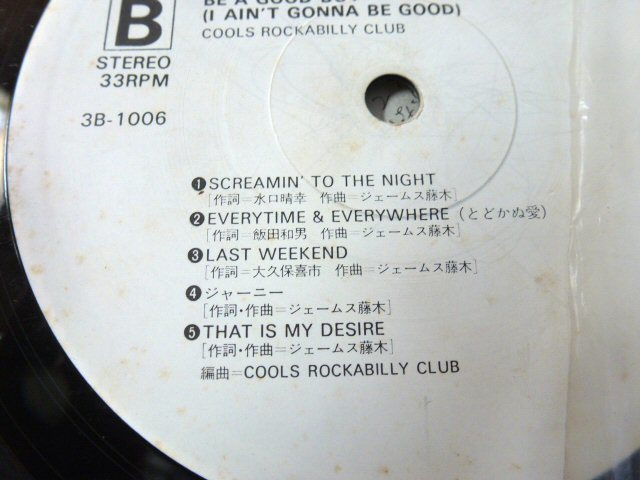 BE A GOOD BOY
(I AIN'T GONNA BE GOOD)
COOLS ROCKABILLY CLUB
B
STEREO
33RPM
3B-1006
❶SCREAMIN' TO THE NIGHT
[作詞=水口晴幸 作曲=ジェームス藤木]
❷EVERYTIME & EVERYWHERE(とどかぬ愛)
[作詞=飯田和男 作曲=ジェームス藤木]
❸LAST WEEKEND
[作詞=大久保喜市 作曲=ジェームス藤木]
❹ジャーニー
[作詞・作曲=ジェームス藤木]
❺THAT IS MY DESIRE
[作詞・作曲=ジェームス藤木]
編曲=COOLS ROCKABILLY CLUB